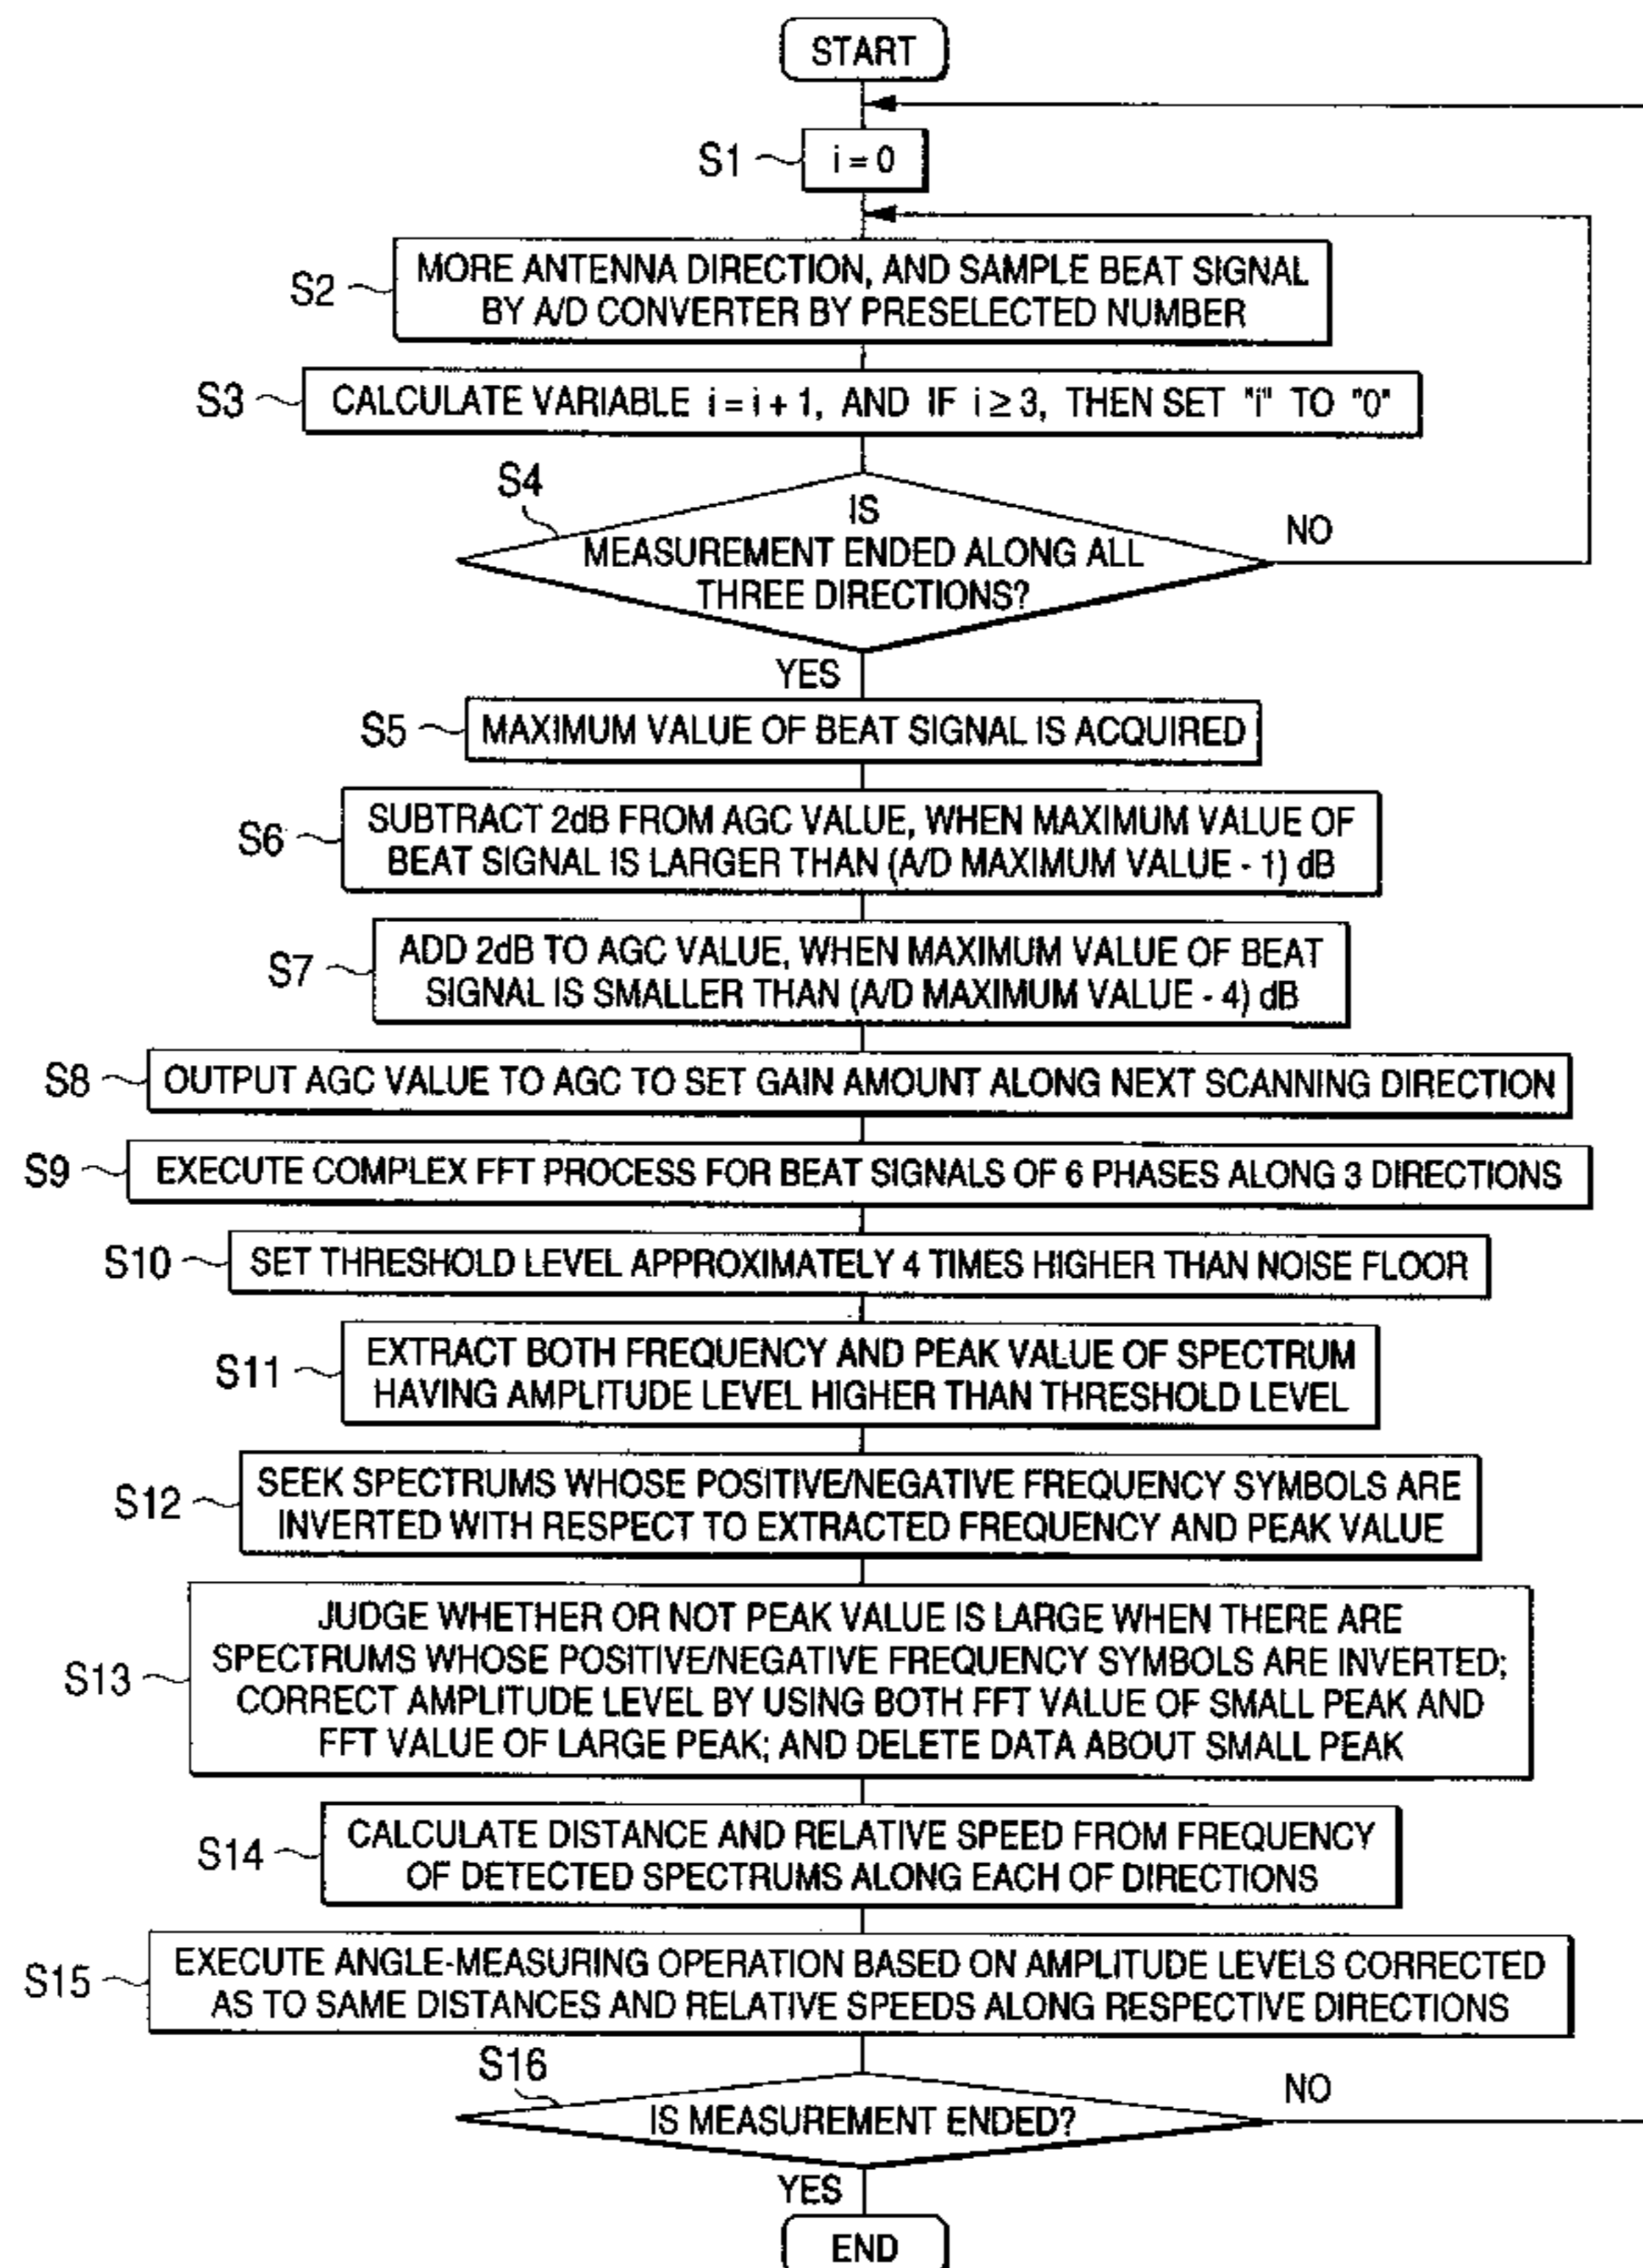 START
S1
i = 0
S2
MORE ANTENNA DIRECTION, AND SAMPLE BEAT SIGNAL
BY A/D CONVERTER BY PRESELECTED NUMBER
S3
CALCULATE VARIABLE i = i + 1, AND IF i ≥ 3, THEN SET "i" TO "0"
S4
IS
MEASUREMENT ENDED ALONG ALL
THREE DIRECTIONS?
NO
YES
S5
MAXIMUM VALUE OF BEAT SIGNAL IS ACQUIRED
S6
SUBTRACT 2dB FROM AGC VALUE, WHEN MAXIMUM VALUE OF
BEAT SIGNAL IS LARGER THAN (A/D MAXIMUM VALUE - 1) dB
S7
ADD 2dB TO AGC VALUE, WHEN MAXIMUM VALUE OF BEAT
SIGNAL IS SMALLER THAN (A/D MAXIMUM VALUE - 4) dB
S8
OUTPUT AGC VALUE TO AGC TO SET GAIN AMOUNT ALONG NEXT SCANNING DIRECTION
S9
EXECUTE COMPLEX FFT PROCESS FOR BEAT SIGNALS OF 6 PHASES ALONG 3 DIRECTIONS
S10
SET THRESHOLD LEVEL APPROXIMATELY 4 TIMES HIGHER THAN NOISE FLOOR
S11
EXTRACT BOTH FREQUENCY AND PEAK VALUE OF SPECTRUM
HAVING AMPLITUDE LEVEL HIGHER THAN THRESHOLD LEVEL
S12
SEEK SPECTRUMS WHOSE POSITIVE/NEGATIVE FREQUENCY SYMBOLS ARE
INVERTED WITH RESPECT TO EXTRACTED FREQUENCY AND PEAK VALUE
S13
JUDGE WHETHER OR NOT PEAK VALUE IS LARGE WHEN THERE ARE
SPECTRUMS WHOSE POSITIVE/NEGATIVE FREQUENCY SYMBOLS ARE INVERTED;
CORRECT AMPLITUDE LEVEL BY USING BOTH FFT VALUE OF SMALL PEAK AND
FFT VALUE OF LARGE PEAK; AND DELETE DATA ABOUT SMALL PEAK
S14
CALCULATE DISTANCE AND RELATIVE SPEED FROM FREQUENCY
OF DETECTED SPECTRUMS ALONG EACH OF DIRECTIONS
S15
EXECUTE ANGLE-MEASURING OPERATION BASED ON AMPLITUDE LEVELS CORRECTED
AS TO SAME DISTANCES AND RELATIVE SPEEDS ALONG RESPECTIVE DIRECTIONS
S16
IS MEASUREMENT ENDED?
NO
YES
END